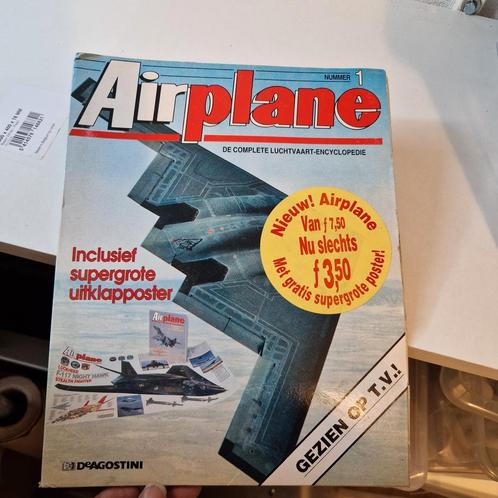 NUMMER 1
Airplane
DE COMPLETE LUCHTVAART-ENCYCLOPEDIE
Nieuw! Airplane
Van ƒ 7,50
Nu slechts
ƒ 3,50
Met gratis supergrote poster!
Inclusief
supergrote
uitklapposter
Airplane
Airplane
LOCKHEED
F-117 NIGHT HAWK
STEALTH FIGHTER
GEZIEN OP T.V.!
DeAGOSTINI